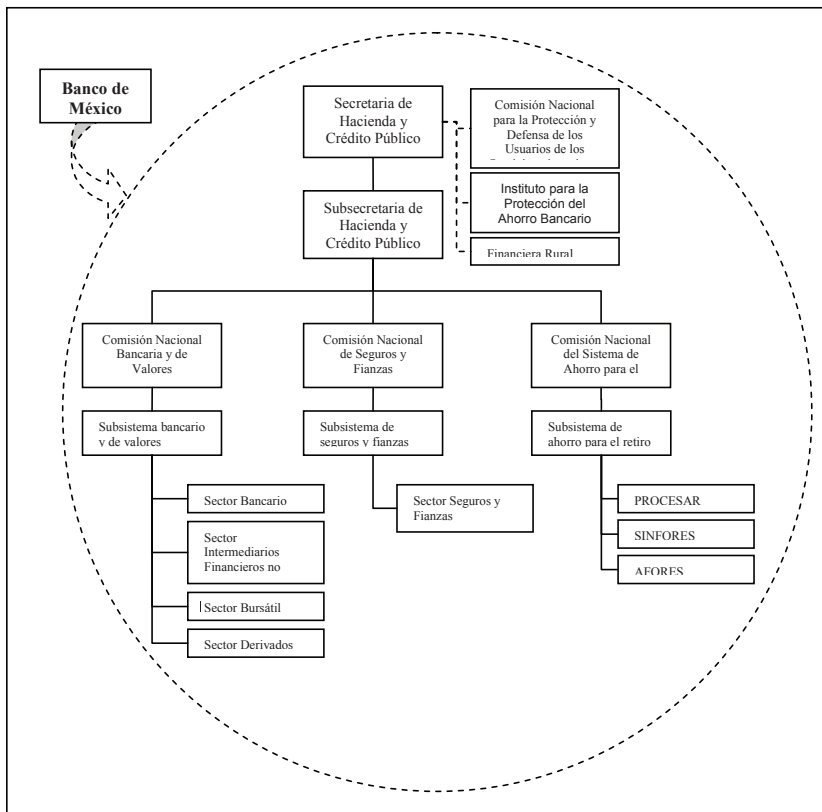 Banco de
México
Secretaria de
Hacienda y
Crédito Público
Comisión Nacional
para la Protección y
Defensa de los
Usuarios de los
Instituto para la
Protección del
Ahorro Bancario
Subsecretaria de
Hacienda y
Crédito Público
Financiera Rural
Comisión Nacional
Bancaria y de
Valores
Comisión Nacional
de Seguros y
Fianzas
Comisión Nacional
del Sistema de
Ahorro para el
Subsistema bancario
y de valores
Subsistema de
seguros y fianzas
Subsistema de
ahorro para el retiro
Sector Bancario
Sector
Intermediarios
Financieros no
Sector Bursátil
Sector Derivados
Sector Seguros y
Fianzas
PROCESAR
SINFORES
AFORES